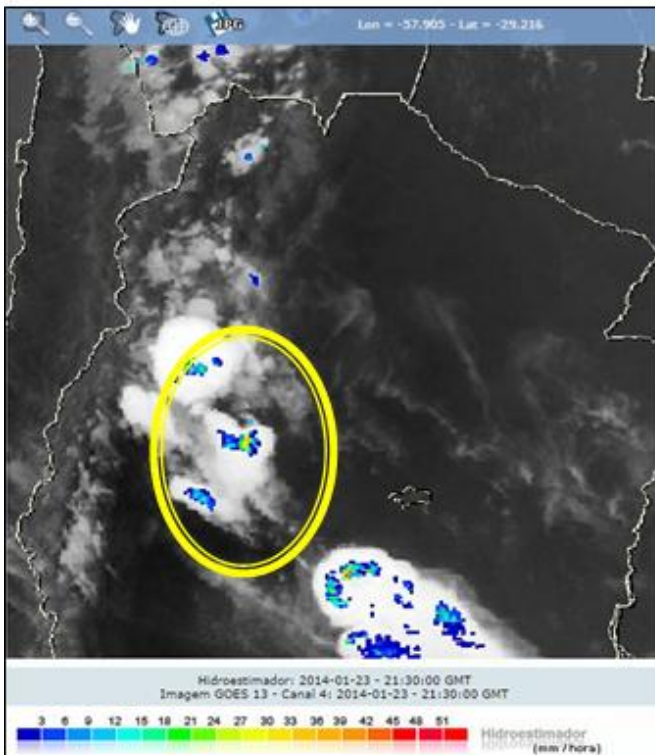 JPG
Lon = -57.905 - Lat = -29.216
Hidroestimador: 2014-01-23 - 21:30:00 GMT
Imagem GOES 13 - Canal 4: 2014-01-23 - 21:30:00 GMT
3 6 9 12 15 18 21 24 27 30 33 36 39 42 45 48 51
Hidroestimador
(mm/hora)